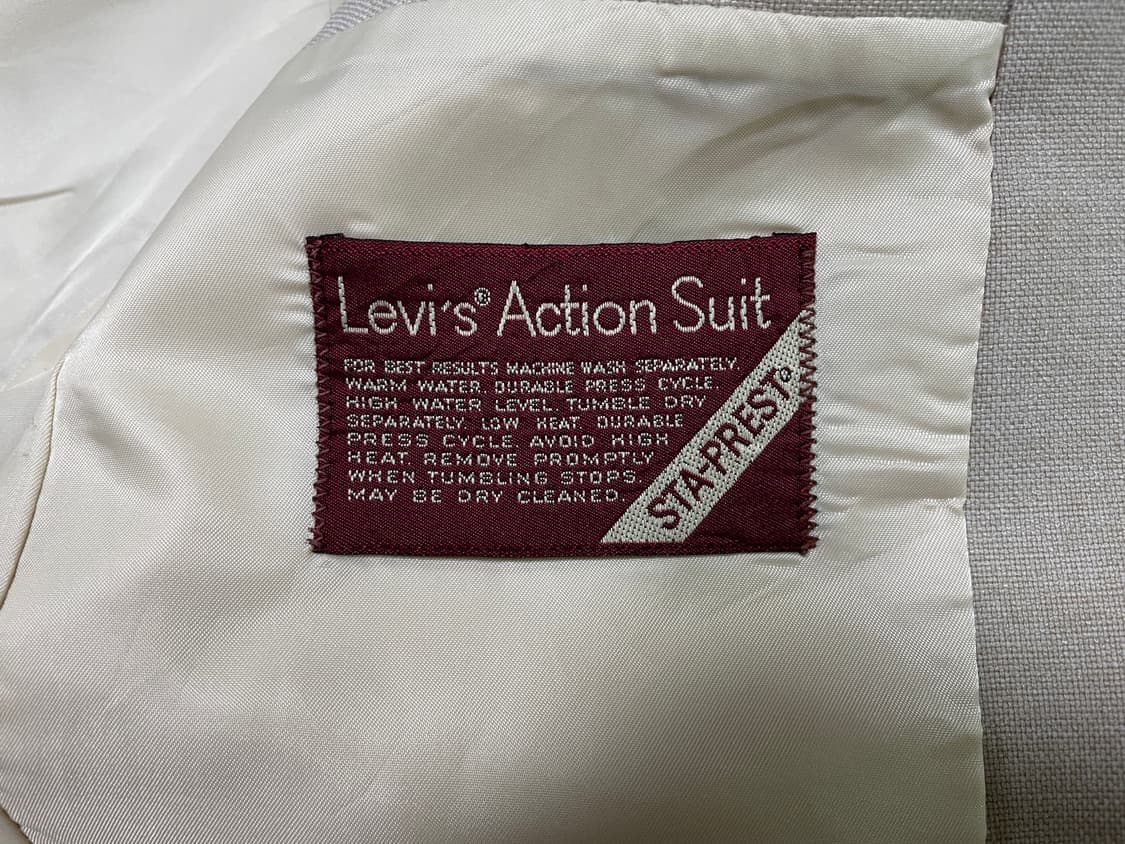 Levi's® Action Suit
FOR BEST RESULTS MACHINE WASH SEPARATELY.
WARM WATER. DURABLE PRESS CYCLE.
HIGH WATER LEVEL. TUMBLE DRY
SEPARATELY. LOW HEAT. DURABLE
PRESS CYCLE. AVOID HIGH
HEAT. REMOVE PROMPTLY
WHEN TUMBLING STOPS.
MAY BE DRY CLEANED.
STA-PREST®